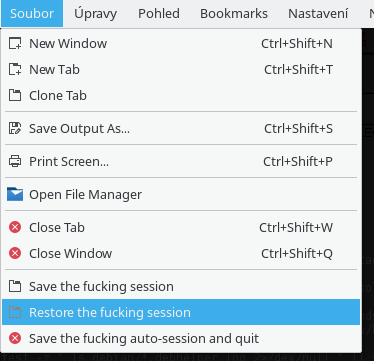 Soubor Úpravy Pohled Bookmarks Nastavení
New Window Ctrl+Shift+N
New Tab Ctrl+Shift+T
Clone Tab
Save Output As... Ctrl+Shift+S
Print Screen... Ctrl+Shift+P
Open File Manager
Close Tab Ctrl+Shift+W
Close Window Ctrl+Shift+Q
Save the fucking session
Restore the fucking session
Save the fucking auto-session and quit